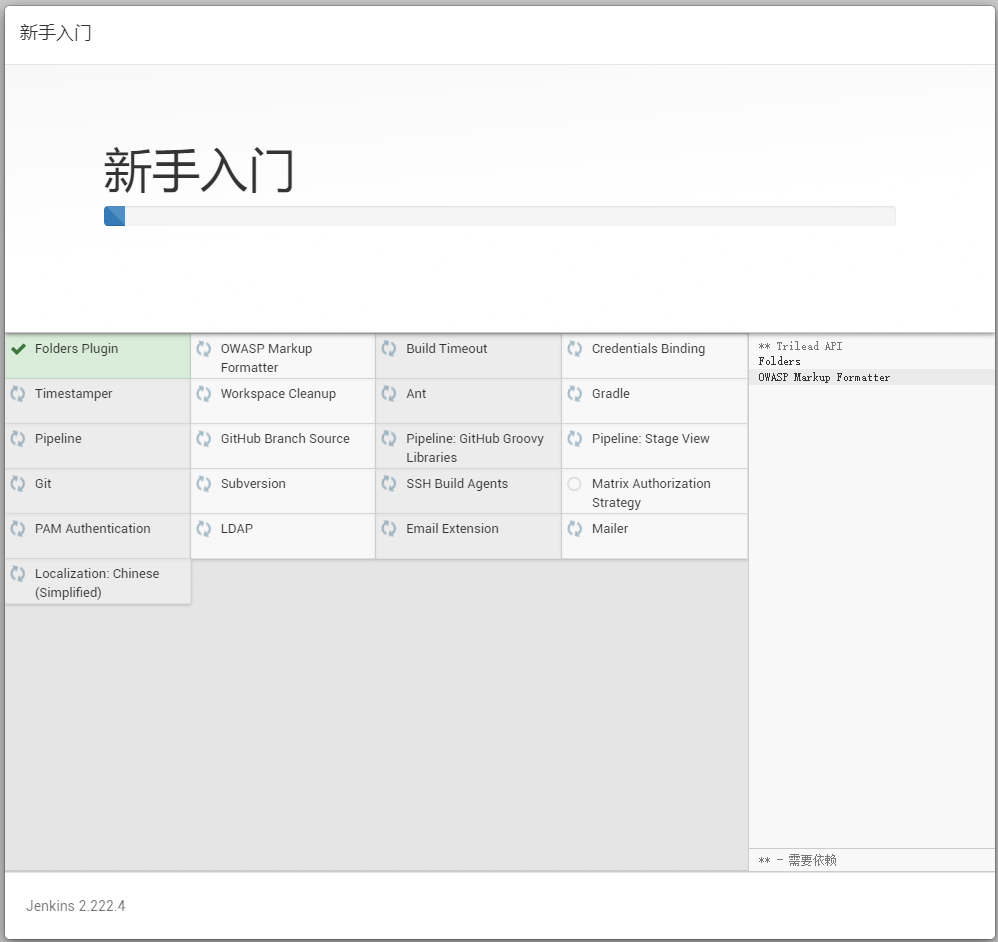 新手入门
新手入门
Folders Plugin
OWASP Markup
Formatter
Build Timeout
Credentials Binding
Timestamper
Workspace Cleanup
Ant
Gradle
Pipeline
GitHub Branch Source
Pipeline: GitHub Groovy
Libraries
Pipeline: Stage View
Git
Subversion
SSH Build Agents
Matrix Authorization
Strategy
PAM Authentication
LDAP
Email Extension
Mailer
Localization: Chinese
(Simplified)
** Trilead API
Folders
OWASP Markup Formatter
** - 需要依赖
Jenkins 2.222.4